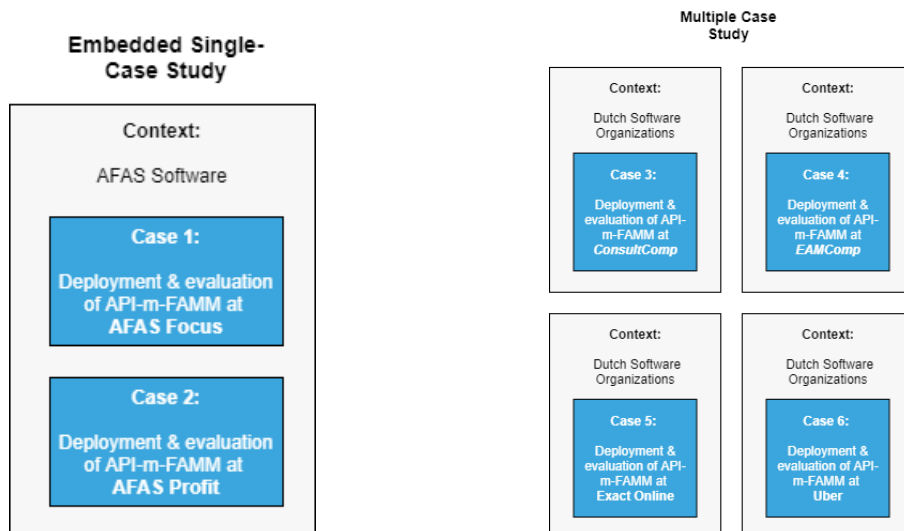 Embedded Single-
Case Study
Context:
AFAS Software
Case 1:
Deployment & evaluation
of API-m-FAMM at
AFAS Focus
Case 2:
Deployment & evaluation
of API-m-FAMM at
AFAS Profit
Multiple Case
Study
Context:
Dutch Software
Organizations
Case 3:
Deployment &
evaluation of API-
m-FAMM at
ConsultComp
Context:
Dutch Software
Organizations
Case 4:
Deployment &
evaluation of API-
m-FAMM at
EAMComp
Context:
Dutch Software
Organizations
Case 5:
Deployment &
evaluation of API-
m-FAMM at
Exact Online
Context:
Dutch Software
Organizations
Case 6:
Deployment &
evaluation of API-
m-FAMM at
Uber